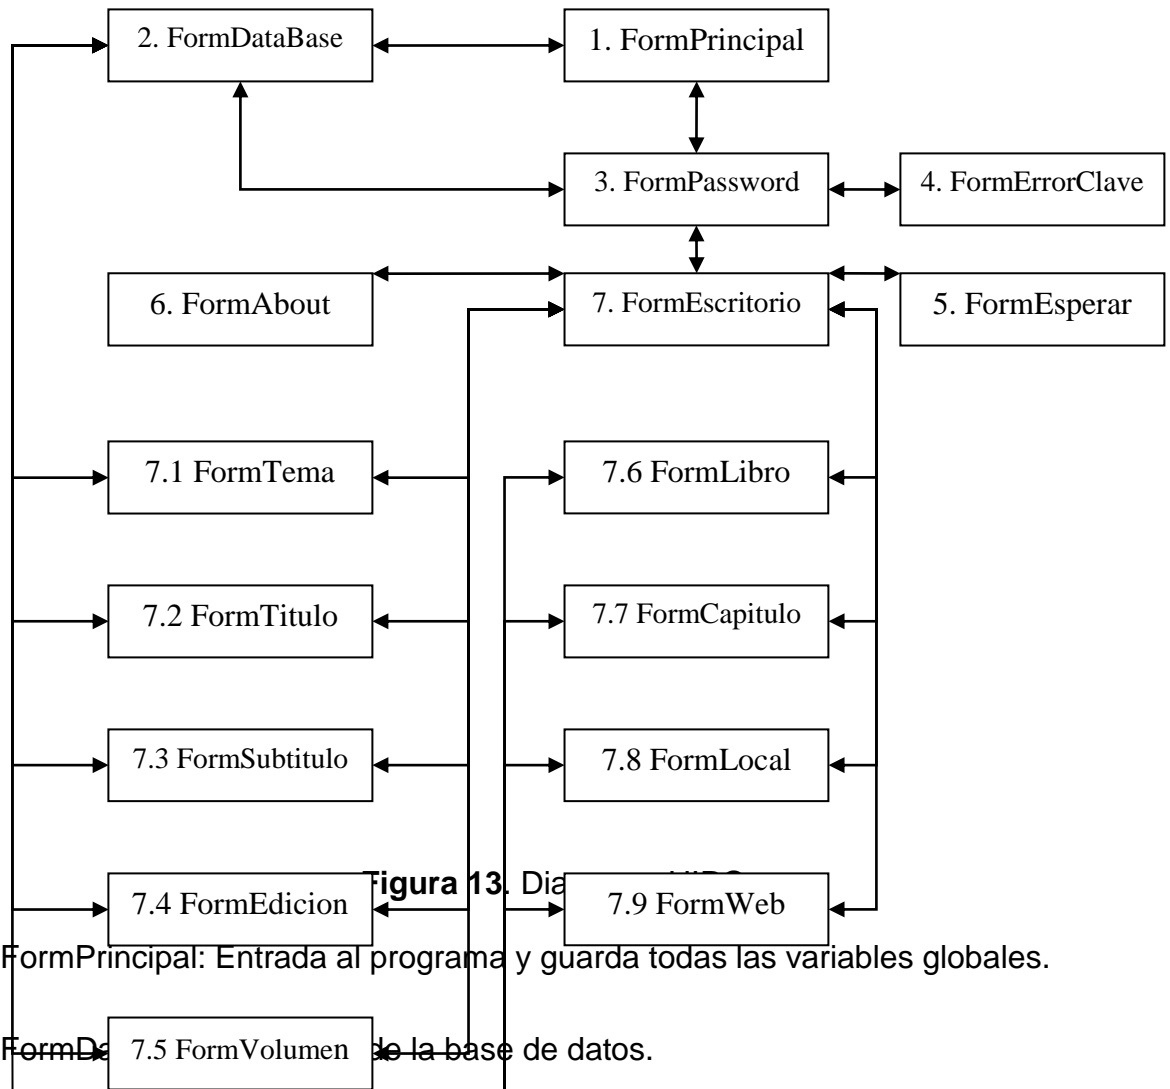 2. FormDataBase
1. FormPrincipal
3. FormPassword
4. FormErrorClave
6. FormAbout
7. FormEscritorio
5. FormEsperar
7.1 FormTema
7.6 FormLibro
7.2 FormTitulo
7.7 FormCapitulo
7.3 FormSubtitulo
7.8 FormLocal
Figura 13. Dia
7.4 FormEdicion
7.9 FormWeb
FormPrincipal: Entrada al programa y guarda todas las variables globales.
7.5 FormVolumen
FormDa de la base de datos.